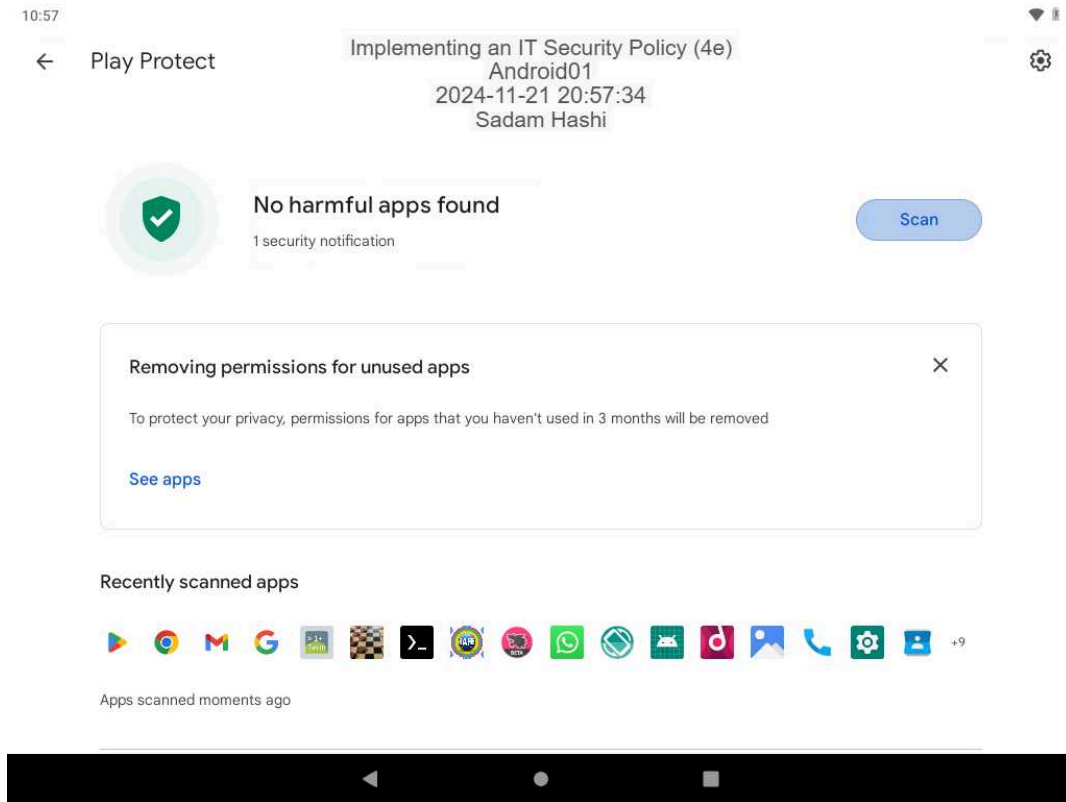 10:57
Play Protect
Implementing an IT Security Policy (4e)
Android01
2024-11-21 20:57:34
Sadam Hashi
No harmful apps found
1 security notification
Scan
Removing permissions for unused apps
To protect your privacy, permissions for apps that you haven't used in 3 months will be removed
See apps
Recently scanned apps
+9
Apps scanned moments ago